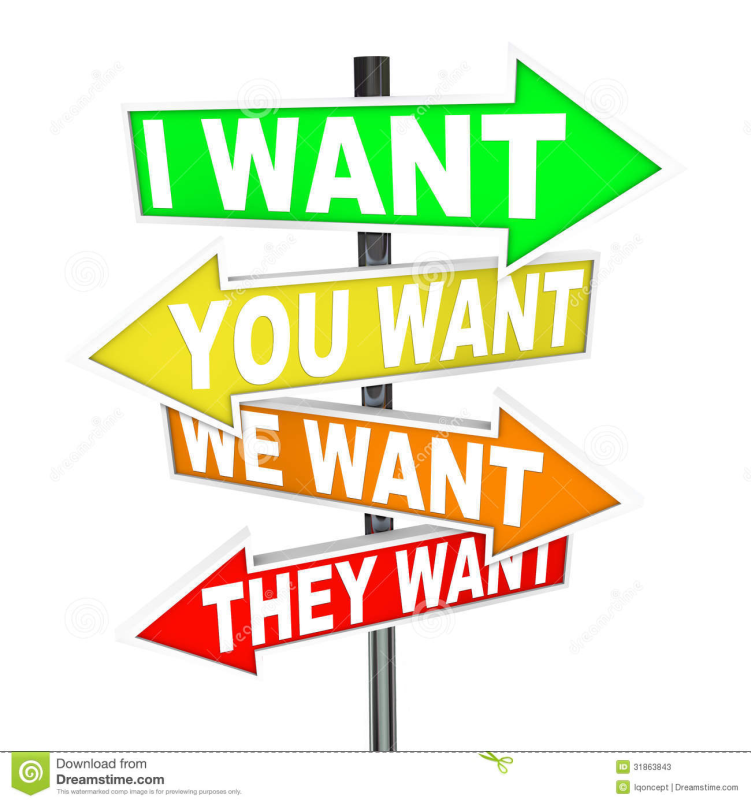 I WANT
YOU WANT
WE WANT
THEY WANT
Download from
Dreamstime.com
This watermarked comp image is for previewing purposes only.
ID 31863843
© Iqoncept | Dreamstime.com
dreamstime